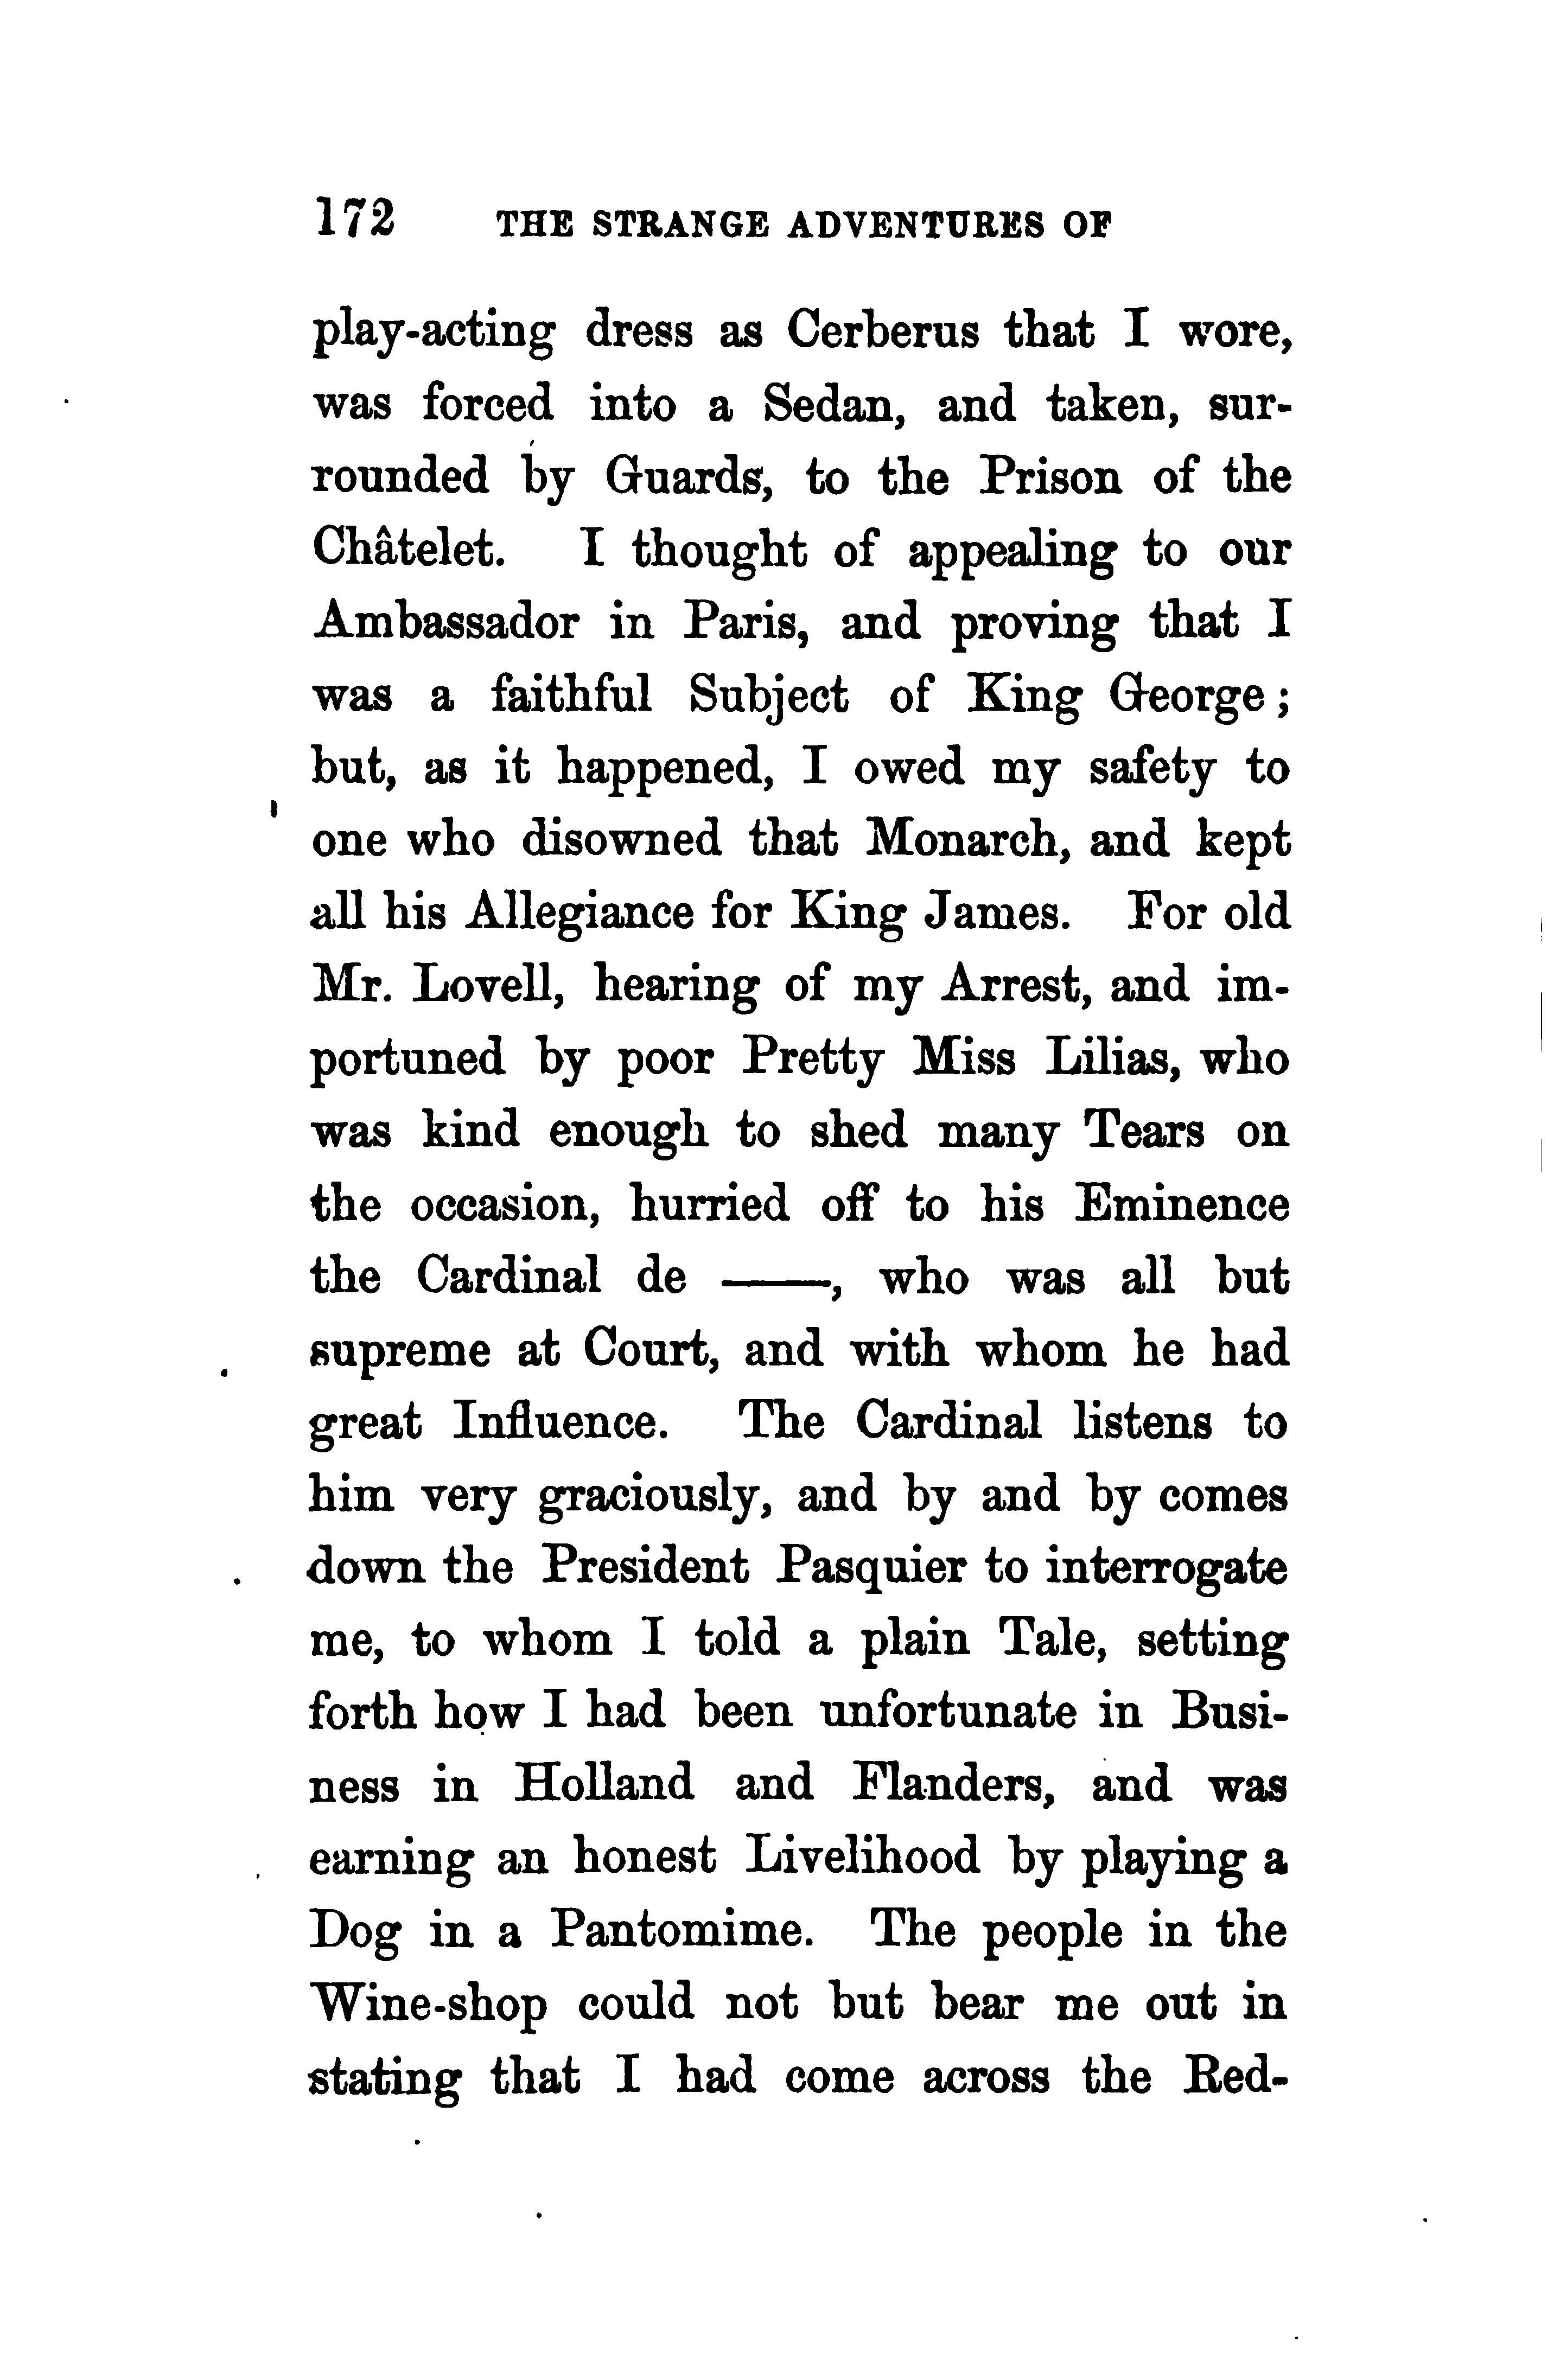 172 THE STRANGE ADVENTURES OF
play-acting dress as Cerberus that I wore,
was forced into a Sedan, and taken, sur-
rounded by Guards, to the Prison of the
Châtelet. I thought of appealing to our
Ambassador in Paris, and proving that I
was a faithful Subject of King George;
but, as it happened, I owed my safety to
one who disowned that Monarch, and kept
all his Allegiance for King James. For old
Mr. Lovell, hearing of my Arrest, and im-
portuned by poor Pretty Miss Lilias, who
was kind enough to shed many Tears on
the occasion, hurried off to his Eminence
the Cardinal de ——, who was all but
supreme at Court, and with whom he had
great Influence. The Cardinal listens to
him very graciously, and by and by comes
down the President Pasquier to interrogate
me, to whom I told a plain Tale, setting
forth how I had been unfortunate in Busi-
ness in Holland and Flanders, and was
earning an honest Livelihood by playing a
Dog in a Pantomime. The people in the
Wine-shop could not but bear me out in
stating that I had come across the Red-